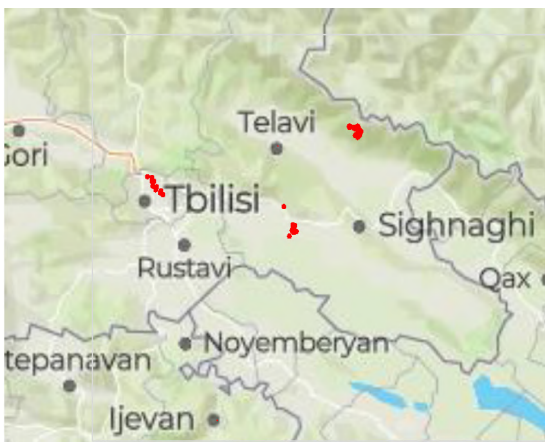 Telavi
Gori
Tbilisi
Sighnaghi
Rustavi
Qax
Noyemberyan
tepanavan
Ijevan